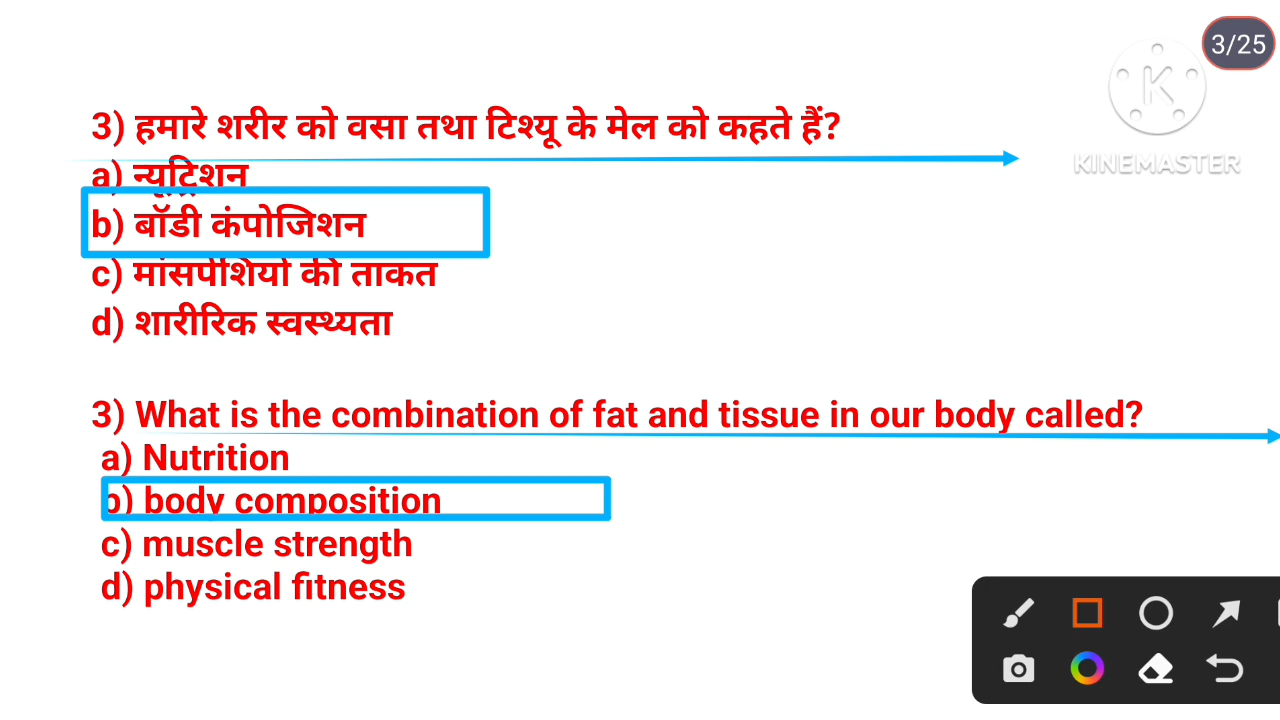 3/25
KINEMASTER
3) हमारे शरीर को वसा तथा टिश्यू के मेल को कहते हैं?
a) न्यूट्रिशन
b) बॉडी कंपोजिशन
c) मांसपेशियों की ताकत
d) शारीरिक स्वस्थ्यता
3) What is the combination of fat and tissue in our body called?
a) Nutrition
b) body composition
c) muscle strength
d) physical fitness